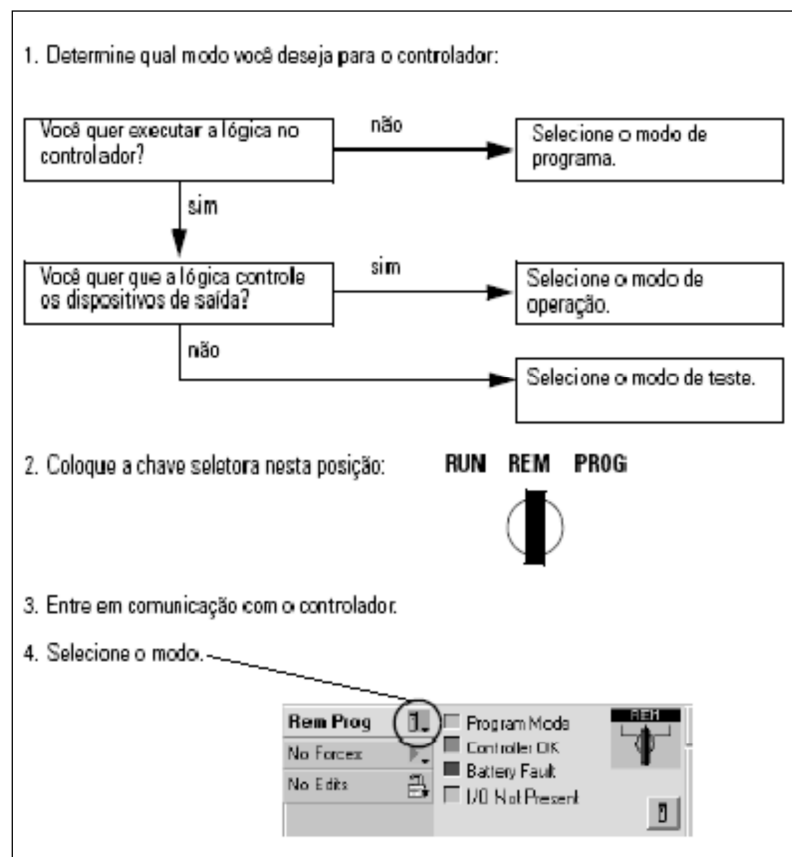 1. Determine qual modo você deseja para o controlador:
Você quer executar a lógica no
controlador?
não
Selecione o modo de
programa.
sim
Você quer que a lógica controle
os dispositivos de saída?
sim
Selecione o modo de
operação.
não
Selecione o modo de teste.
2. Coloque a chave seletora nesta posição:
RUN REM PROG
3. Entre em comunicação com o controlador.
4. Selecione o modo.
Rem Prog
Program Mode
REM
No Forces
Controller OK
Battery Fault
No Edits
I/O Not Present